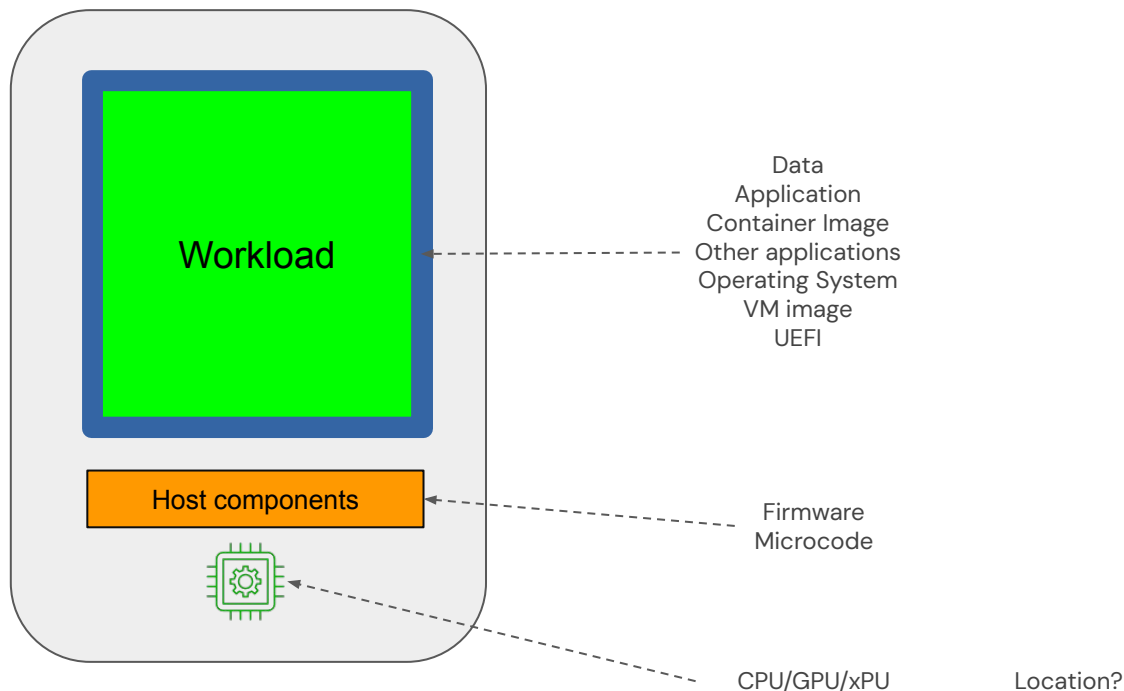 Workload
Data
Application
Container Image
Other applications
Operating System
VM image
UEFI
Host components
Firmware
Microcode
CPU/GPU/xPU
Location?